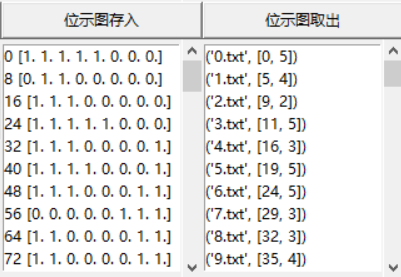 位示图存入
位示图取出
0 [1. 1. 1. 1. 1. 0. 0. 0.]
8 [0. 1. 1. 0. 0. 0. 0. 0.]
16 [1. 1. 1. 0. 0. 0. 0. 0.]
24 [1. 1. 1. 1. 1. 0. 0. 0.]
32 [1. 1. 1. 0. 0. 0. 0. 1.]
40 [1. 1. 1. 1. 0. 0. 0. 1.]
48 [1. 1. 1. 0. 0. 0. 1. 1.]
56 [0. 0. 0. 0. 0. 1. 1. 1.]
64 [1. 1. 1. 0. 0. 0. 1. 1.]
72 [1. 1. 1. 0. 0. 0. 1. 1.]
('0.txt', [0, 5])
('1.txt', [5, 4])
('2.txt', [9, 2])
('3.txt', [11, 5])
('4.txt', [16, 3])
('5.txt', [19, 5])
('6.txt', [24, 5])
('7.txt', [29, 3])
('8.txt', [32, 3])
('9.txt', [35, 4])